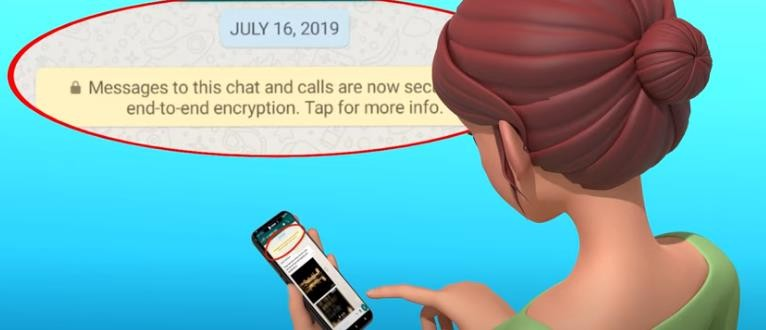 JULY 16, 2019
Messages to this chat and calls are now
end-to-end encryption. Tap for more info.